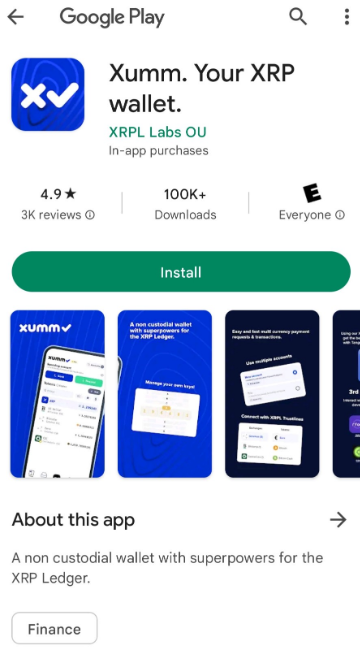 Google Play
Xumm. Your XRP
wallet.
XRPL Labs OU
In-app purchases
4.9★
3K reviews
100K+
Downloads
E
Everyone
Install
xumm
A non custodial wallet
with superpowers for
the XRP Ledger.
Manage your own keys!
Easy and fast multi currency payment
requests & transactions.
Use multiple accounts
Connect with XRPL Trustlines
3rd
About this app
A non custodial wallet with superpowers for the
XRP Ledger.
Finance